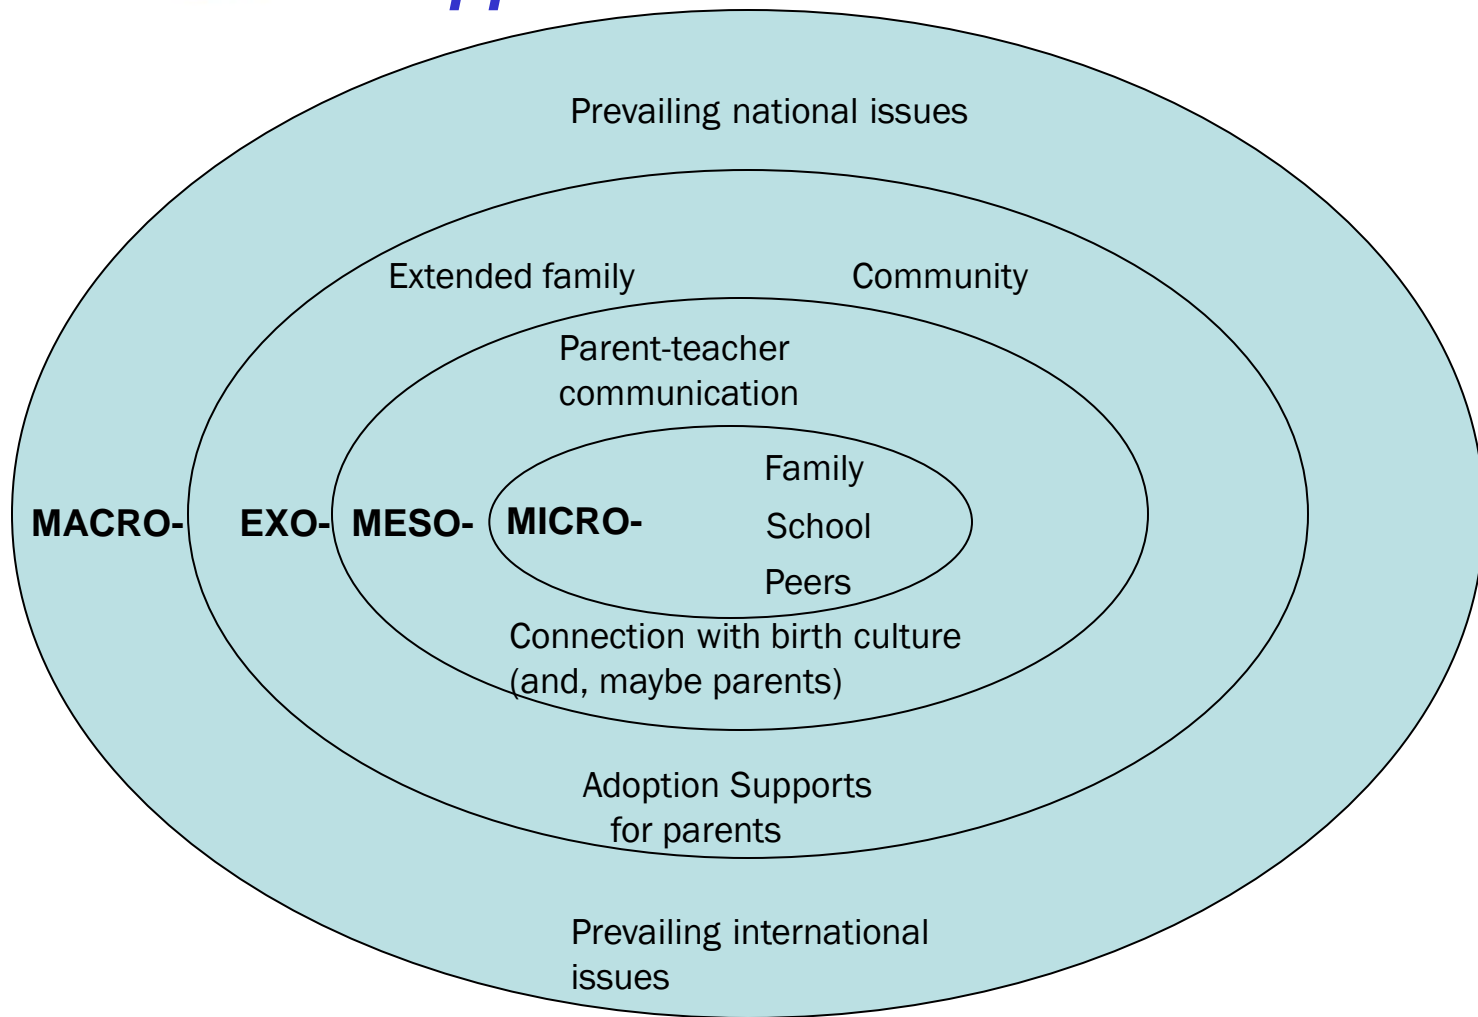 Prevailing national issues
Extended family
Community
Parent-teacher
communication
Family
MACRO-
EXO-
MESO-
MICRO-
School
Peers
Connection with birth culture
(and, maybe parents)
Adoption Supports
for parents
Prevailing international
issues